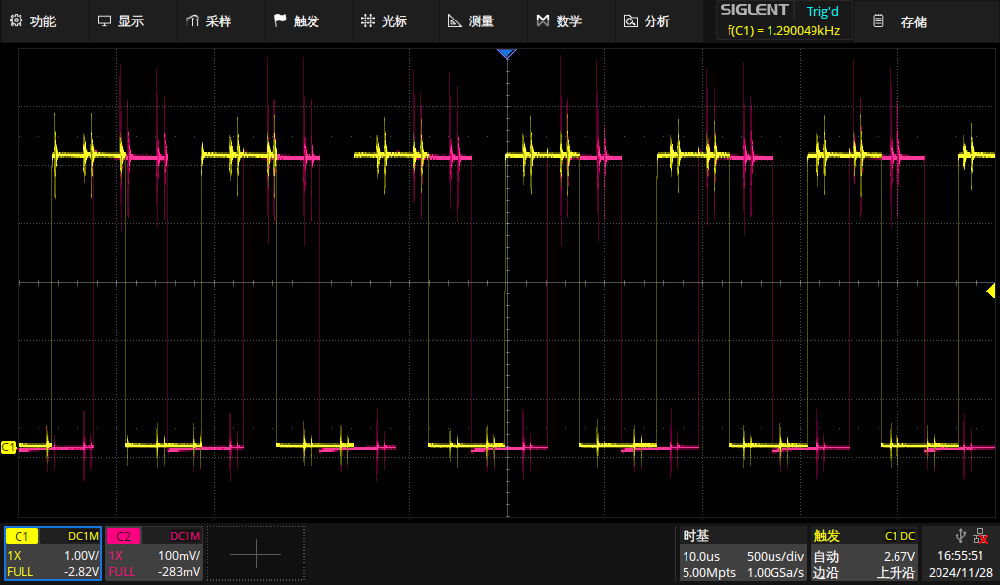 功能 显示 采样 触发 光标 测量 数学 分析 SIGLENT Trig'd 存储
f(C1) = 1.290049kHz
C1
C1 DC1M C2 DC1M 时基 触发 C1 DC
1X 1.00V/ 1X 100mV/ 10.0us 500us/div 自动 2.67V 16:55:51
FULL -2.82V FULL -283mV 5.00Mpts 1.00GSa/s 边沿 上升沿 2024/11/28